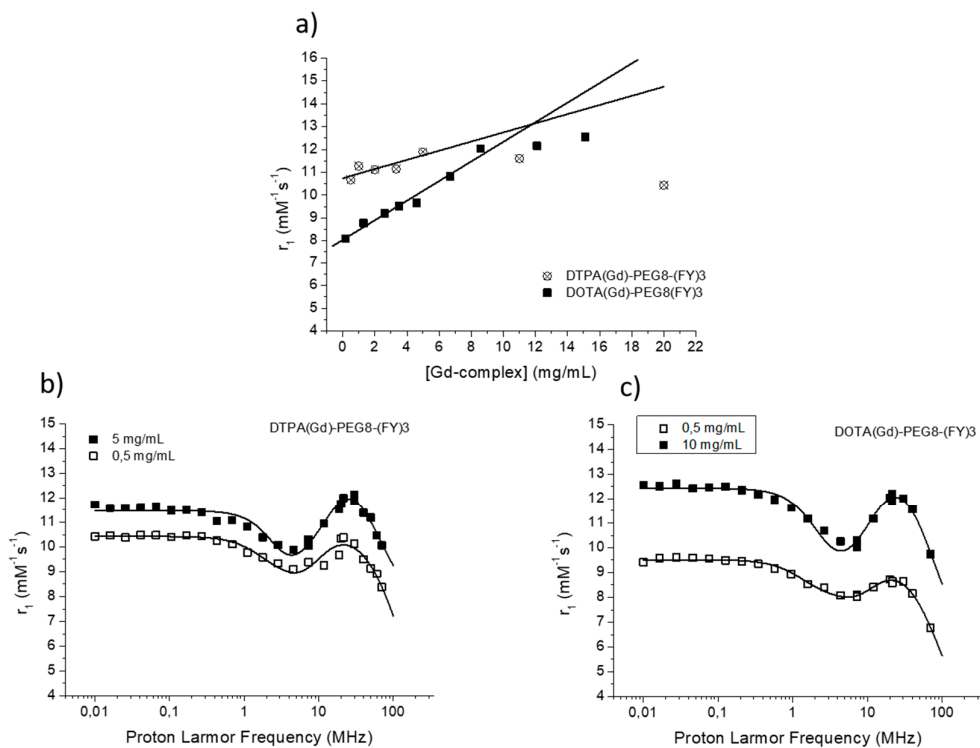 a)
16
15
14
13
12
11
10
9
8
7
6
5
4
r1 (mM⁻¹s⁻¹)
DTPA(Gd)-PEG8-(FY)3
DOTA(Gd)-PEG8(FY)3
0 2 4 6 8 10 12 14 16 18 20 22
[Gd-complex] (mg/mL)
b)
15
14
13
12
11
10
9
8
7
6
5
4
r1 (mM⁻¹s⁻¹)
5 mg/mL
0,5 mg/mL
DTPA(Gd)-PEG8-(FY)3
0,01 0,1 1 10 100
Proton Larmor Frequency (MHz)
c)
15
14
13
12
11
10
9
8
7
6
5
4
r1 (mM⁻¹s⁻¹)
0,5 mg/mL
10 mg/mL
DOTA(Gd)-PEG8-(FY)3
0,01 0,1 1 10 100
Proton Larmor Frequency (MHz)